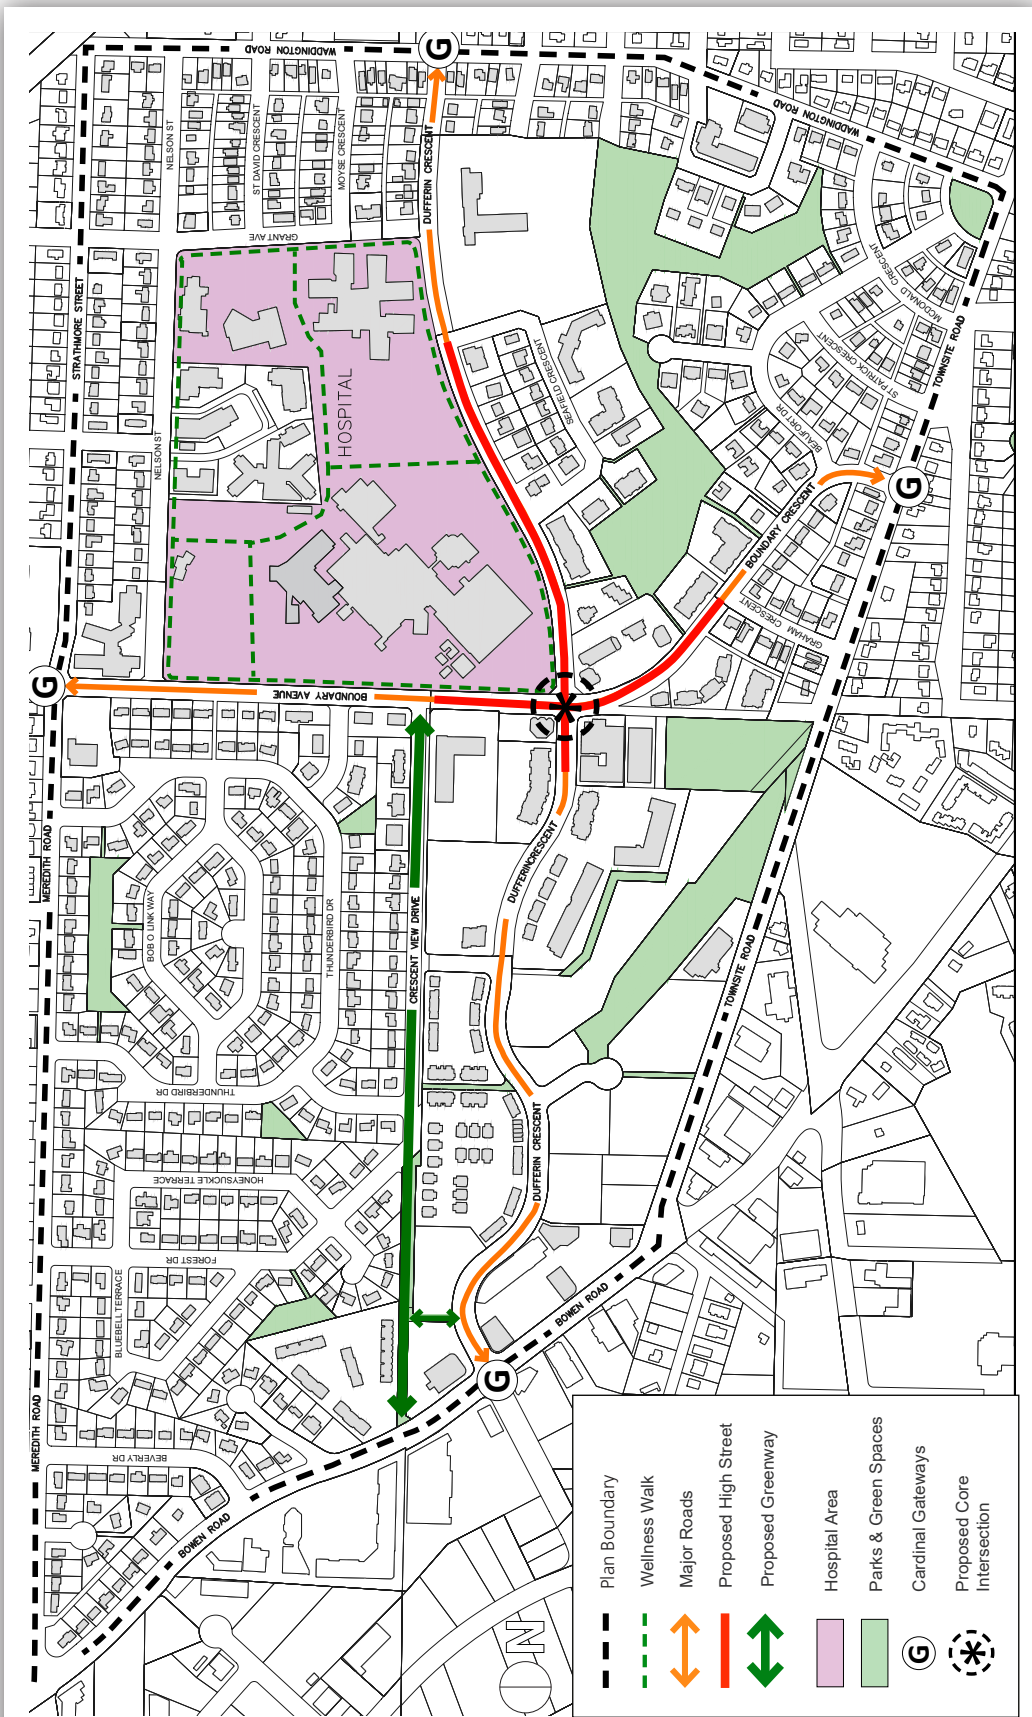 WADDINGTON ROAD
G
NELSON ST
ST DAVID CRESCENT
MOYSE CRESCENT
DUFFERIN CRESCENT
WADDINGTON ROAD
GRANT AVE
STRATHMORE STREET
HOSPITAL
MCDONALD CRESCENT
TOWNSITE ROAD
ST PATRICK CRESCENT
SEAFIELD CRESCENT
BEAUFORT DR
NELSON ST
G
BOUNDARY CRESCENT
GRAHAM CRESCENT
G
BOUNDARY AVENUE
MEREDITH ROAD
DUFFERIN CRESCENT
BOB O LINK WAY
THUNDERBIRD DR
CRESCENT VIEW DRIVE
TOWNSITE ROAD
THUNDERBIRD DR
DUFFERIN CRESCENT
HONEYSUCKLE TERRACE
FOREST DR
BLUEBELL TERRACE
BOWEN ROAD
G
MEREDITH ROAD
BEVERLY DR
BOWEN ROAD
N
Plan Boundary
Wellness Walk
Major Roads
Proposed High Street
Proposed Greenway
Hospital Area
Parks & Green Spaces
G
Cardinal Gateways
Proposed Core
Intersection